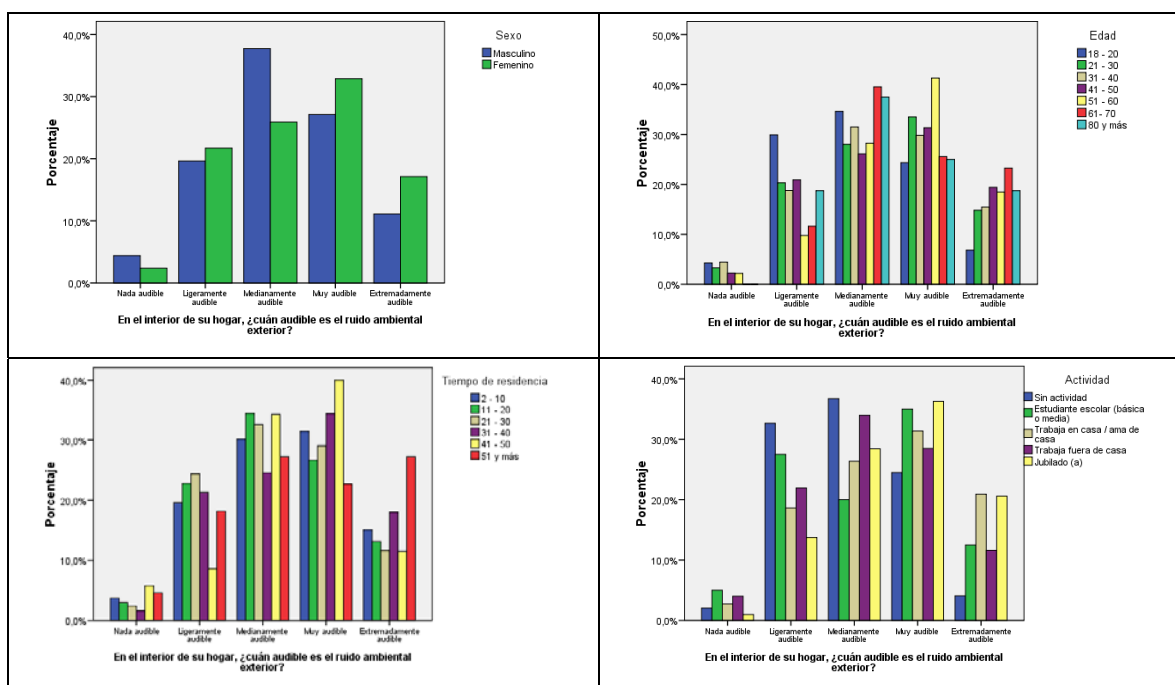 Sexo
Masculino
Femenino
40,0%
30,0%
20,0%
10,0%
0,0%
Porcentaje
Nada audible
Ligeramente
audible
Medianamente
audible
Muy audible
Extremadamente
audible
En el interior de su hogar, ¿cuán audible es el ruido ambiental
exterior?
Edad
18 - 20
21 - 30
31 - 40
41 - 50
51 - 60
61- 70
80 y más
50,0%
40,0%
30,0%
20,0%
10,0%
0,0%
Porcentaje
Nada audible
Ligeramente
audible
Medianamente
audible
Muy audible
Extremadamente
audible
En el interior de su hogar, ¿cuán audible es el ruido ambiental
exterior?
Tiempo de residencia
2 - 10
11 - 20
21 - 30
31 - 40
41 - 50
51 y más
40,0%
30,0%
20,0%
10,0%
0,0%
Porcentaje
Nada audible
Ligeramente
audible
Medianamente
audible
Muy audible
Extremadamente
audible
En el interior de su hogar, ¿cuán audible es el ruido ambiental
exterior?
Actividad
Sin actividad
Estudiante escolar (básica
o media)
Trabaja en casa / ama de
casa
Trabaja fuera de casa
Jubilado (a)
40,0%
30,0%
20,0%
10,0%
0,0%
Porcentaje
Nada audible
Ligeramente
audible
Medianamente
audible
Muy audible
Extremadamente
audible
En el interior de su hogar, ¿cuán audible es el ruido ambiental
exterior?